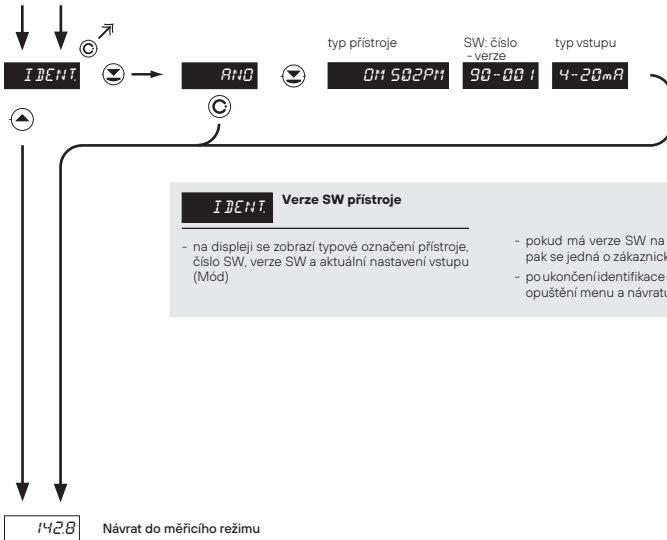 typ přístroje
SW: číslo
- verze
typ vstupu
IDENT.
ANO
OM 502PM
90-001
4-20mA
IDENT.
Verze SW přístroje
- na displeji se zobrazí typové označení přístroje,
číslo SW, verze SW a aktuální nastavení vstupu
(Mód)
- pokud má verze SW na
pak se jedná o zákaznick
- po ukončení identifikace
opuštění menu a návratu
142.8
Návrat do měřicího režimu